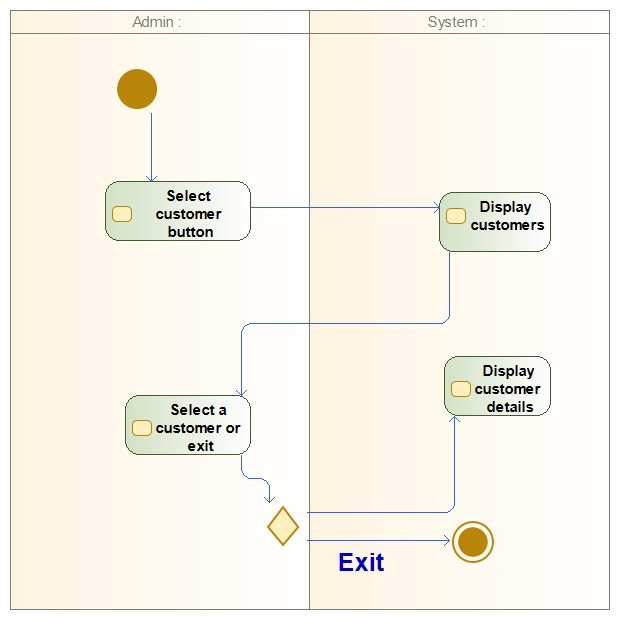 Admin :
System :
Select
customer
button
Display
customers
Display
customer
details
Select a
customer or
exit
Exit